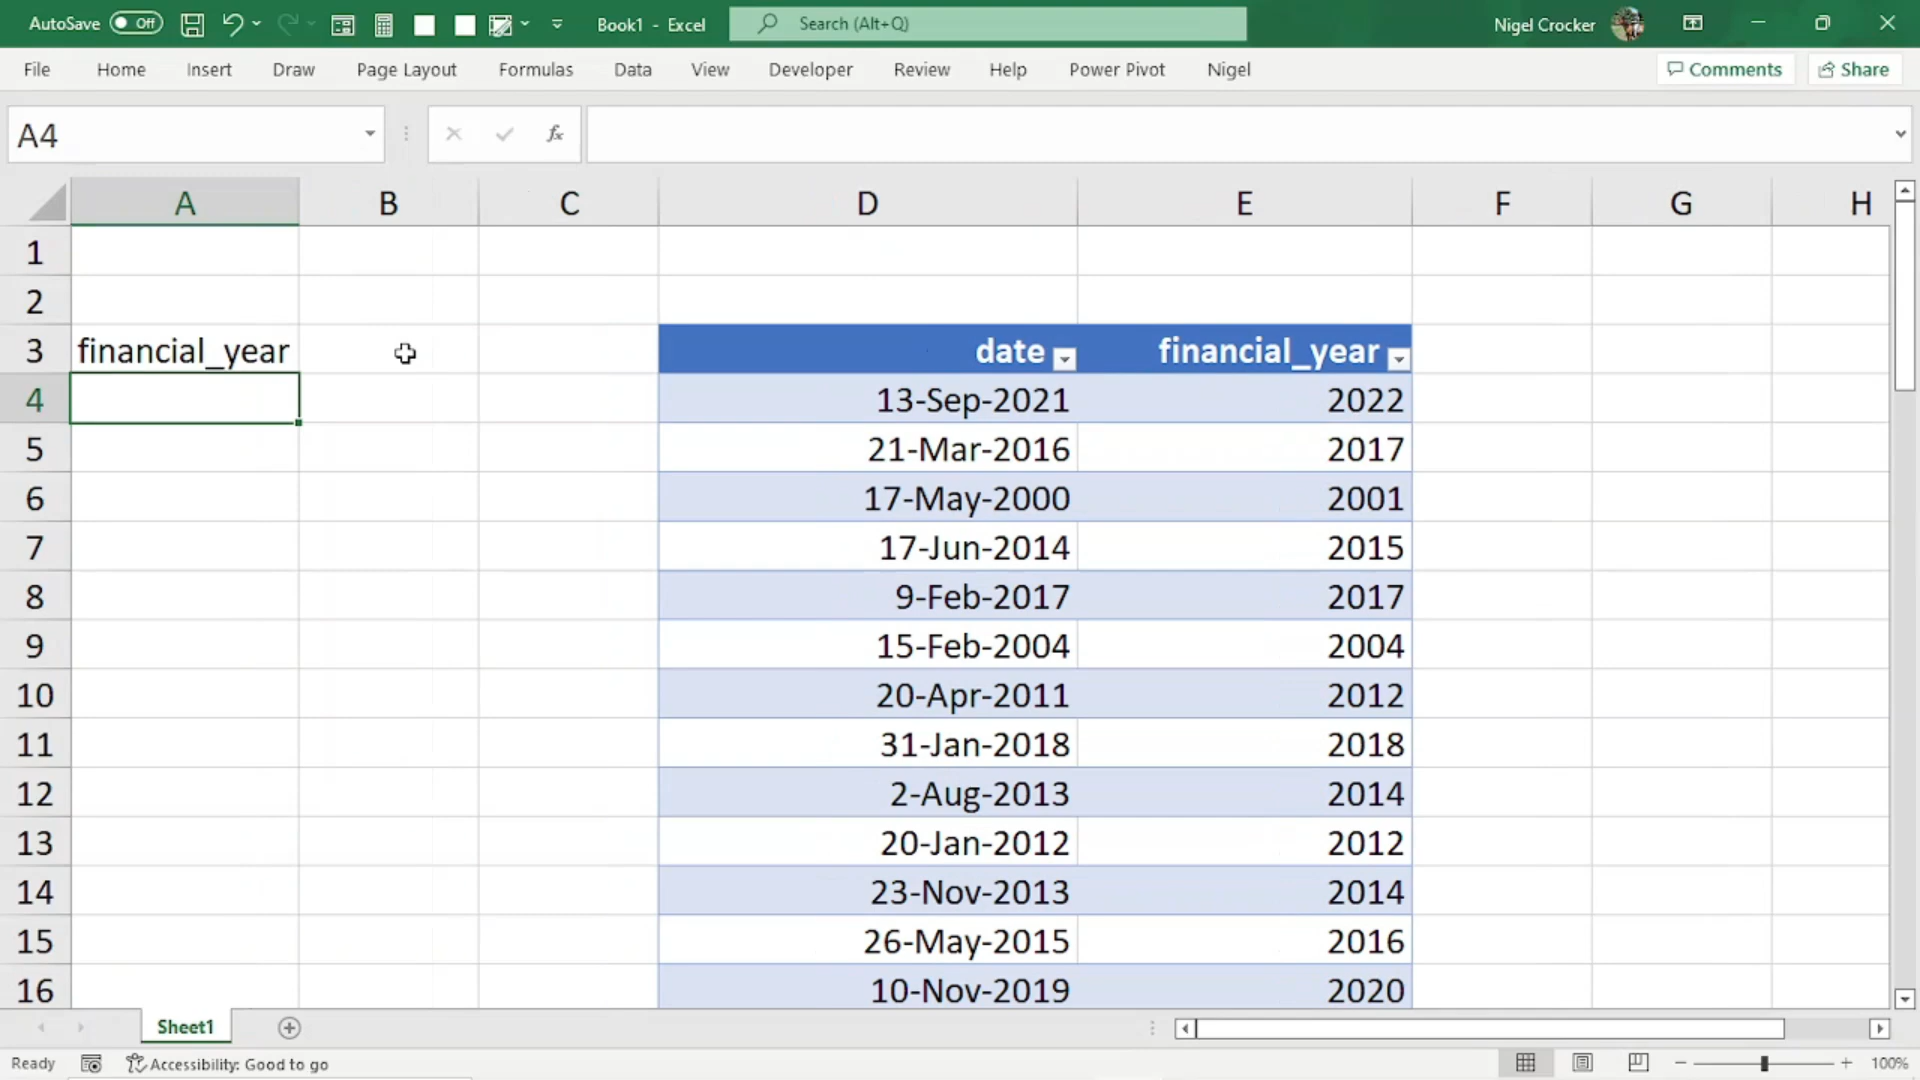 AutoSave Off Book1 - Excel Search (Alt+Q) Nigel Crocker
File Home Insert Draw Page Layout Formulas Data View Developer Review Help Power Pivot Nigel Comments Share
A4 fx
A B C D E F G H
1
2
3 financial_year date financial_year
4 13-Sep-2021 2022
5 21-Mar-2016 2017
6 17-May-2000 2001
7 17-Jun-2014 2015
8 9-Feb-2017 2017
9 15-Feb-2004 2004
10 20-Apr-2011 2012
11 31-Jan-2018 2018
12 2-Aug-2013 2014
13 20-Jan-2012 2012
14 23-Nov-2013 2014
15 26-May-2015 2016
16 10-Nov-2019 2020
Sheet1
Ready Accessibility: Good to go 100%